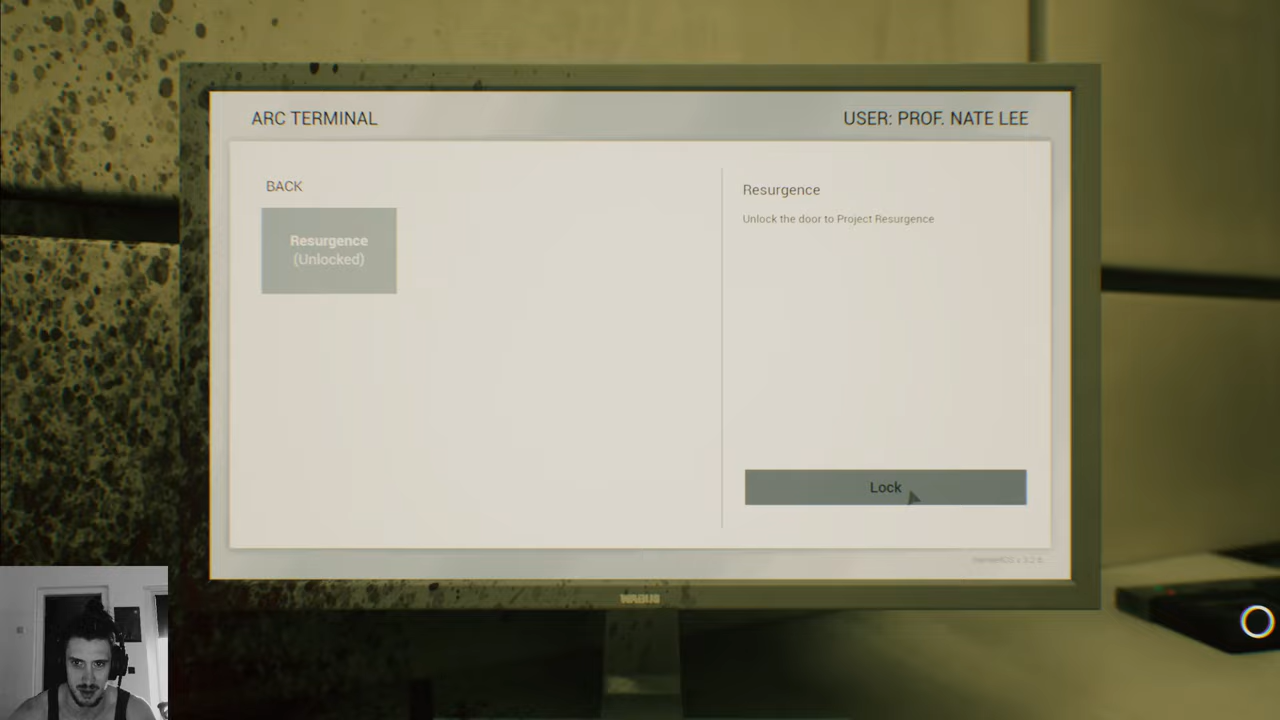 ARC TERMINAL
USER: PROF. NATE LEE
BACK
Resurgence
(Unlocked)
Resurgence
Unlock the door to Project Resurgence
Lock